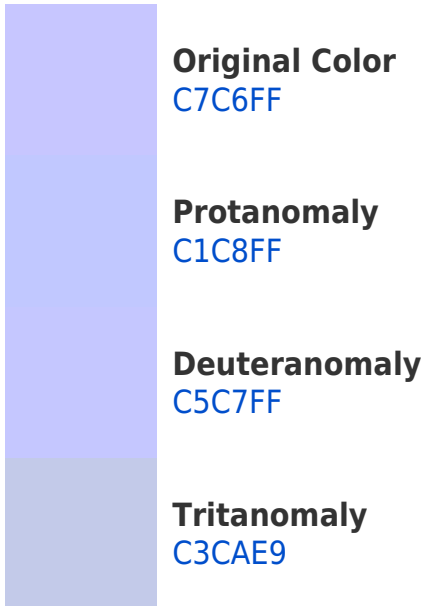 Original Color
C7C6FF
Protanomaly
C1C8FF
Deuteranomaly
C5C7FF
Tritanomaly
C3CAE9